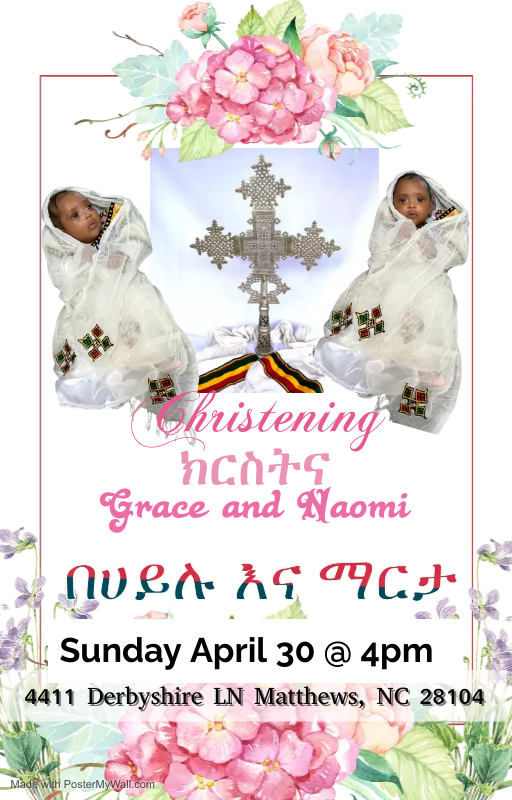 Christening
ክርስትና
Grace and Naomi
በሀይሉ እና ማርታ
Sunday April 30 @ 4pm
4411 Derbyshire LN Matthews, NC 28104
Made with PosterMyWall.com